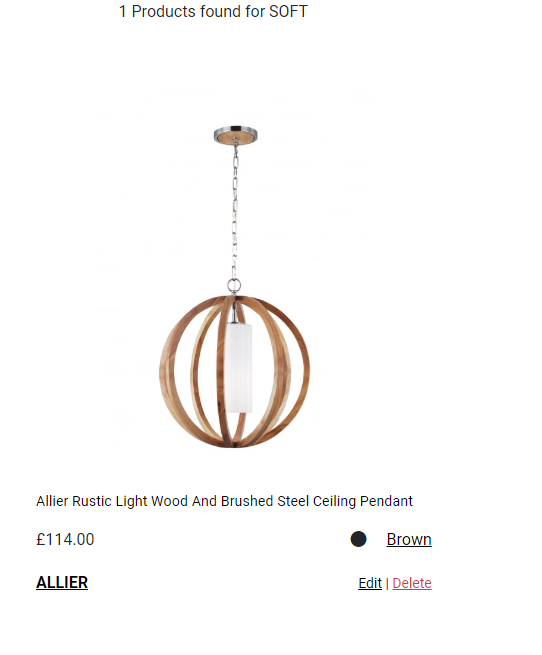 1 Products found for SOFT
Allier Rustic Light Wood And Brushed Steel Ceiling Pendant
£114.00
Brown
ALLIER
Edit | Delete